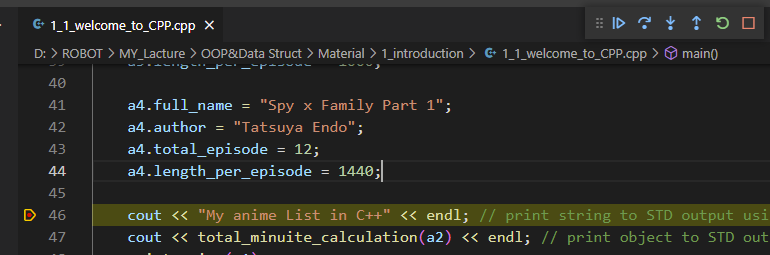 1_1_welcome_to_CPP.cpp
D: > ROBOT > MY_Lacture > OOP&Data Struct > Material > 1_introduction > 1_1_welcome_to_CPP.cpp > main()
40
41 a4.full_name = "Spy x Family Part 1";
42 a4.author = "Tatsuya Endo";
43 a4.total_episode = 12;
44 a4.length_per_episode = 1440;
45
46 cout << "My anime List in C++" << endl; // print string to STD output usi
47 cout << total_minuite_calculation(a2) << endl; // print object to STD out